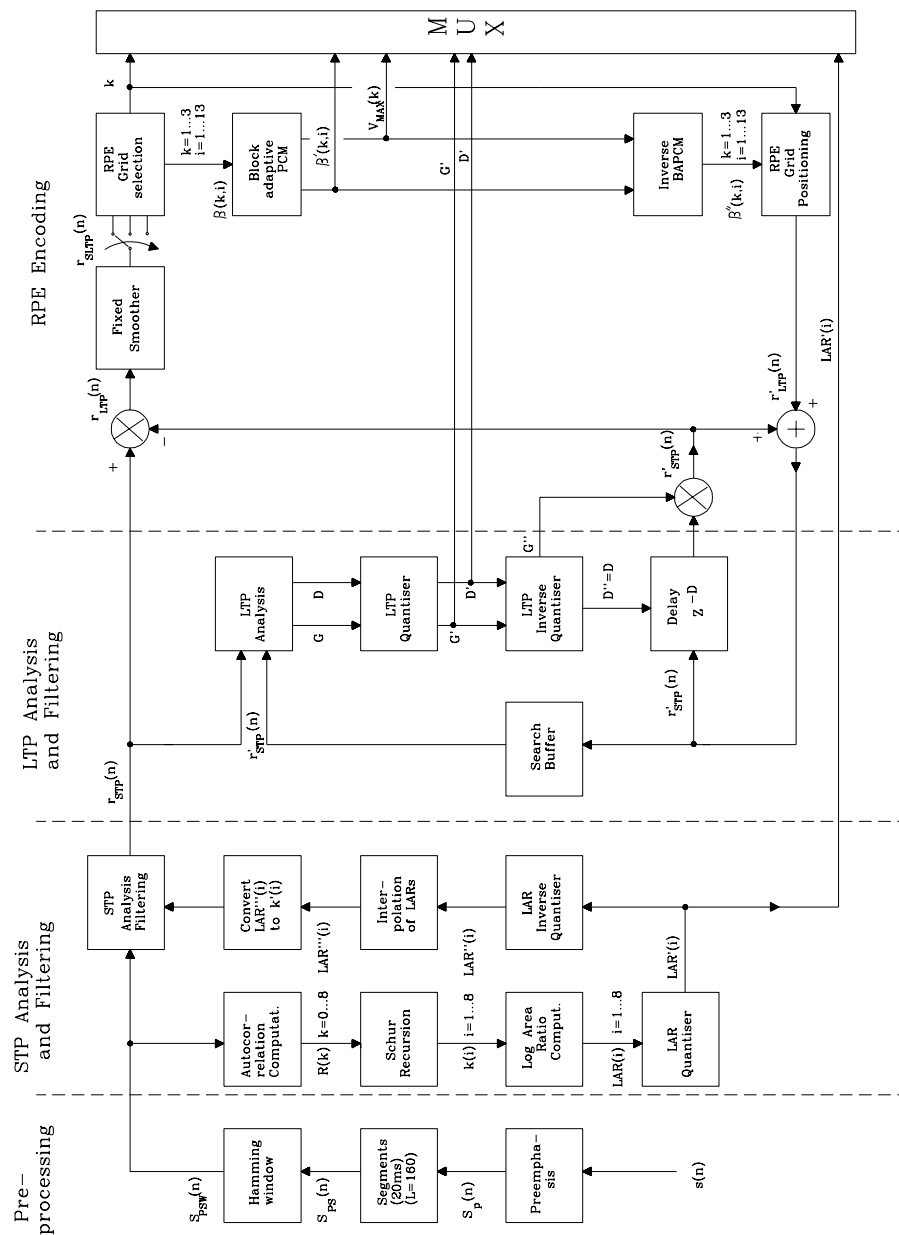 Pre-
processing
STP Analysis
and Filtering
LTP Analysis
and Filtering
RPE Encoding
s(n)
Preempha-
sis
S_p(n)
Segments
(20ms)
(L=160)
S_PS(n)
Hamming
window
S_PSW(n)
Autocor-
relation
Computat.
R(k) k=0...8
Schur
Recursion
k(i) i=1...8
Log Area
Ratio
Comput.
LAR(i) i=1...8
LAR
Quantiser
LAR'(i)
LAR
Inverse
Quantiser
LAR''(i)
Inter-
polation
of LARs
LAR'''(i)
Convert
LAR'''(i)
to k'(i)
STP
Analysis
Filtering
r_STP(n)
r'_STP(n)
LTP
Analysis
G
D
LTP
Quantiser
G'
D'
LTP
Inverse
Quantiser
G''
D''=D
Search
Buffer
r'_STP(n)
Delay
Z^-D
r'_STP(n)
+
−
+
+
r_LTP(n)
Fixed
Smoother
r_SLTP(n)
RPE
Grid
selection
k
k=1...3
i=1...13
β(k,i)
Block
adaptive
PCM
β'(k,i)
V_MAX(k)
G'
D'
Inverse
BAPCM
k=1...3
i=1...13
β''(k,i)
RPE
Grid
Positioning
r'_LTP(n)
+
LAR'(i)
M
U
X